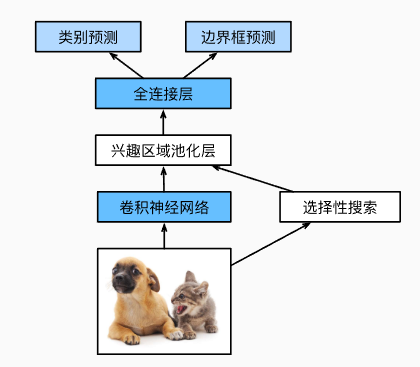 类别预测
边界框预测
全连接层
兴趣区域池化层
卷积神经网络
选择性搜索